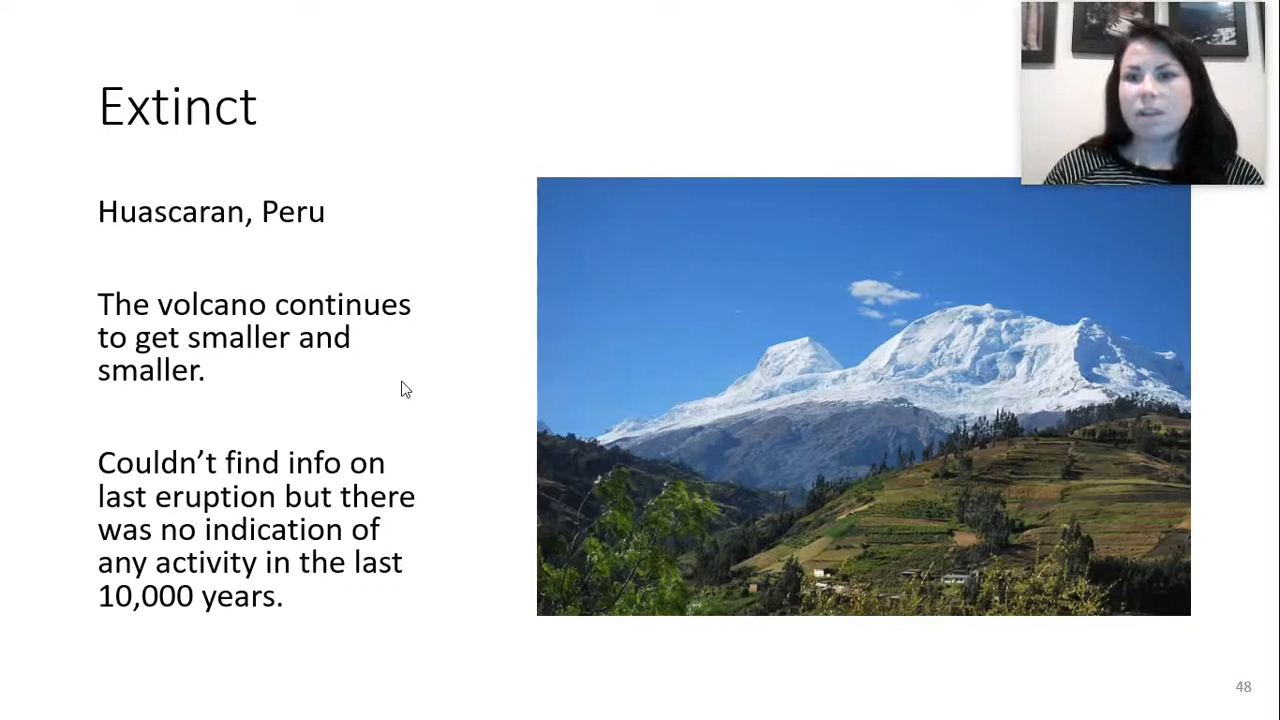 Extinct
Huascaran, Peru
The volcano continues
to get smaller and
smaller.
Couldn’t find info on
last eruption but there
was no indication of
any activity in the last
10,000 years.
48